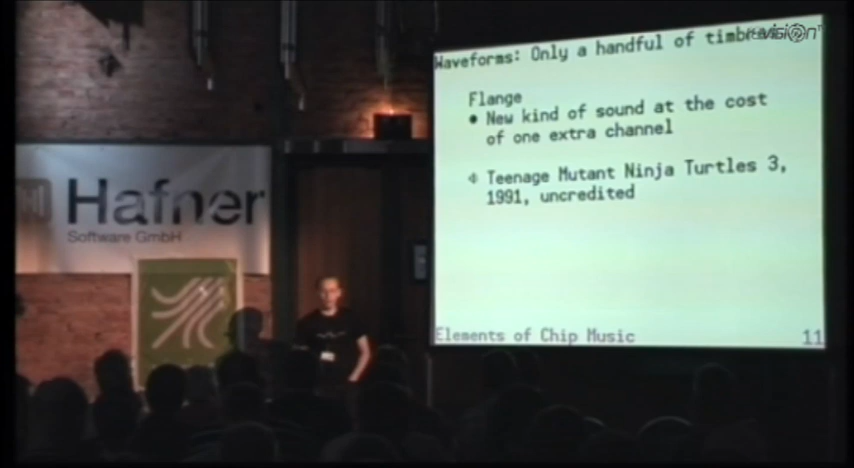 Waveforms: Only a handful of
Flange
• New kind of sound at the cost
of one extra channel
Teenage Mutant Ninja Turtles 3,
1991, uncredited
Elements of Chip Music
11
Hafner
Software GmbH